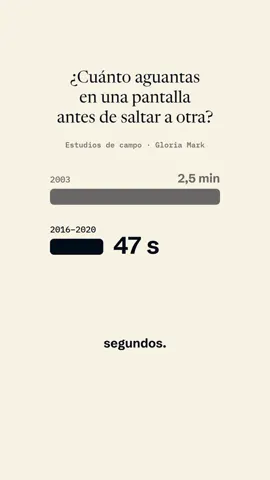 ¿Cuánto aguantas
en una pantalla
antes de saltar a otra?
Estudios de campo · Gloria Mark
2003
2,5 min
2016–2020
47 s
segundos.